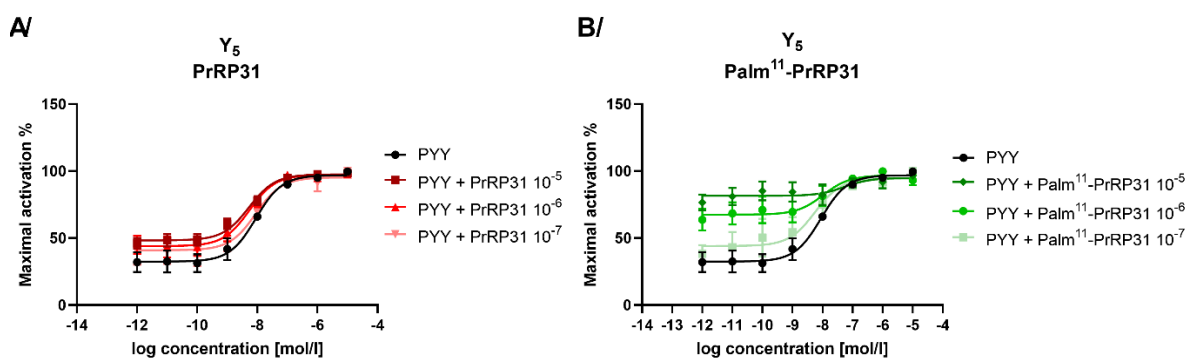 A/
Y₅
PrRP31
Maximal activation %
150
100
50
0
-14
-12
-10
-8
-6
-4
log concentration [mol/l]
PYY
PYY + PrRP31 10⁻⁵
PYY + PrRP31 10⁻⁶
PYY + PrRP31 10⁻⁷
B/
Y₅
Palm¹¹-PrRP31
Maximal activation %
150
100
50
0
-14
-13
-12
-11
-10
-9
-8
-7
-6
-5
-4
log concentration [mol/l]
PYY
PYY + Palm¹¹-PrRP31 10⁻⁵
PYY + Palm¹¹-PrRP31 10⁻⁶
PYY + Palm¹¹-PrRP31 10⁻⁷